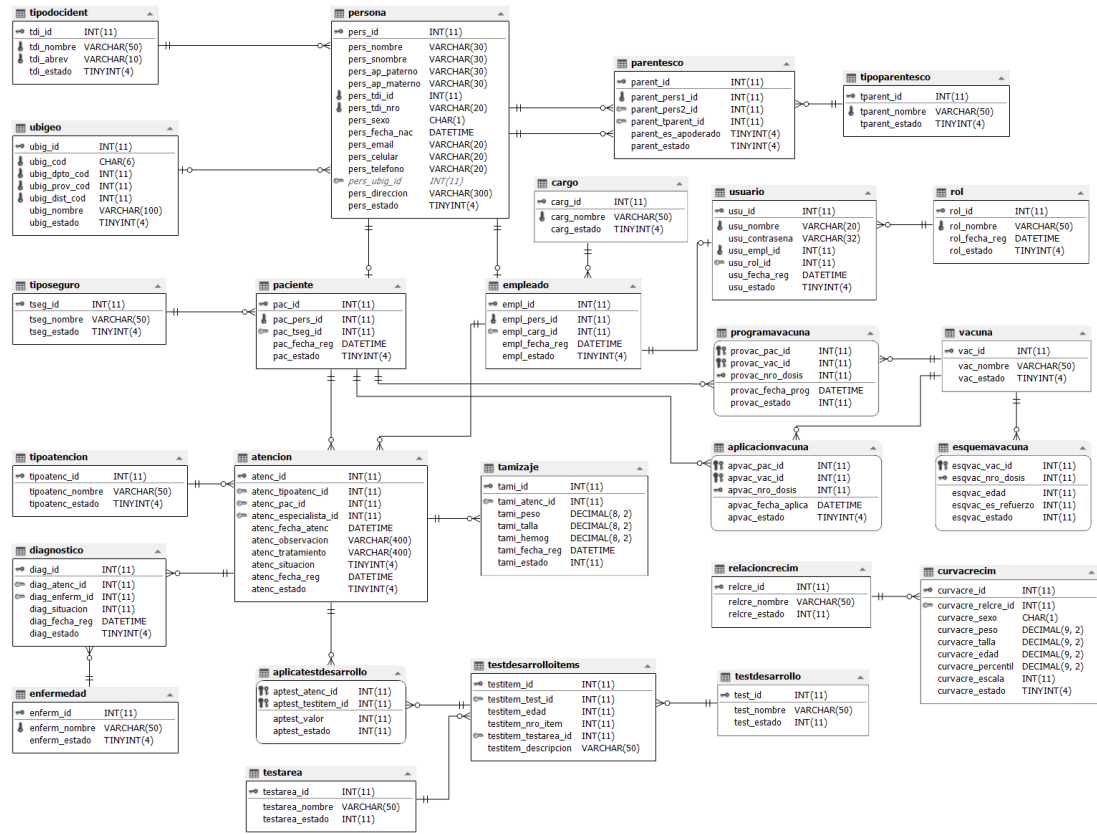 tipodocident
tdi_id INT(11)
tdi_nombre VARCHAR(50)
tdi_abrev VARCHAR(10)
tdi_estado TINYINT(4)
persona
pers_id INT(11)
pers_nombre VARCHAR(30)
pers_snombre VARCHAR(30)
pers_ap_paterno VARCHAR(30)
pers_ap_materno VARCHAR(30)
pers_tdi_id INT(11)
pers_tdi_nro VARCHAR(20)
pers_sexo CHAR(1)
pers_fecha_nac DATETIME
pers_email VARCHAR(20)
pers_celular VARCHAR(20)
pers_telefono VARCHAR(20)
pers_ubig_id INT(11)
pers_direccion VARCHAR(300)
pers_estado TINYINT(4)
parentesco
parent_id INT(11)
parent_pers1_id INT(11)
parent_pers2_id INT(11)
parent_tparent_id INT(11)
parent_es_apoderado TINYINT(4)
parent_estado TINYINT(4)
tipoparentesco
tparent_id INT(11)
tparent_nombre VARCHAR(50)
tparent_estado TINYINT(4)
ubigeo
ubig_id INT(11)
ubig_cod CHAR(6)
ubig_dpto_cod INT(11)
ubig_prov_cod INT(11)
ubig_dist_cod INT(11)
ubig_nombre VARCHAR(100)
ubig_estado TINYINT(4)
cargo
carg_id INT(11)
carg_nombre VARCHAR(50)
carg_estado TINYINT(4)
usuario
usu_id INT(11)
usu_nombre VARCHAR(20)
usu_contrasena VARCHAR(32)
usu_empl_id INT(11)
usu_rol_id INT(11)
usu_fecha_reg DATETIME
usu_estado TINYINT(4)
rol
rol_id INT(11)
rol_nombre VARCHAR(50)
rol_fecha_reg DATETIME
rol_estado TINYINT(4)
tiposeguro
tseg_id INT(11)
tseg_nombre VARCHAR(50)
tseg_estado TINYINT(4)
paciente
pac_id INT(11)
pac_pers_id INT(11)
pac_tseg_id INT(11)
pac_fecha_reg DATETIME
pac_estado TINYINT(4)
empleado
empl_id INT(11)
empl_pers_id INT(11)
empl_carg_id INT(11)
empl_fecha_reg DATETIME
empl_estado TINYINT(4)
programavacuna
provac_pac_id INT(11)
provac_vac_id INT(11)
provac_nro_dosis INT(11)
provac_fecha_prog DATETIME
provac_estado INT(11)
vacuna
vac_id INT(11)
vac_nombre VARCHAR(50)
vac_estado TINYINT(4)
tipoatencion
tipoatenc_id INT(11)
tipoatenc_nombre VARCHAR(50)
tipoatenc_estado TINYINT(4)
atencion
atenc_id INT(11)
atenc_tipoatenc_id INT(11)
atenc_pac_id INT(11)
atenc_especialista_id INT(11)
atenc_fecha_atenc DATETIME
atenc_observacion VARCHAR(400)
atenc_tratamiento VARCHAR(400)
atenc_situacion TINYINT(4)
atenc_fecha_reg DATETIME
atenc_estado TINYINT(4)
tamizaje
tami_id INT(11)
tami_atenc_id INT(11)
tami_peso DECIMAL(8, 2)
tami_talla DECIMAL(8, 2)
tami_hemog DECIMAL(8, 2)
tami_fecha_reg DATETIME
tami_estado INT(11)
aplicacionvacuna
apvac_pac_id INT(11)
apvac_vac_id INT(11)
apvac_nro_dosis INT(11)
apvac_fecha_aplica DATETIME
apvac_estado TINYINT(4)
esquemavacuna
esqvac_vac_id INT(11)
esqvac_nro_dosis INT(11)
esqvac_edad INT(11)
esqvac_es_refuerzo INT(11)
esqvac_estado INT(11)
diagnostico
diag_id INT(11)
diag_atenc_id INT(11)
diag_enferm_id INT(11)
diag_situacion INT(11)
diag_fecha_reg DATETIME
diag_estado TINYINT(4)
relacioncrecim
relcre_id INT(11)
relcre_nombre VARCHAR(50)
relcre_estado INT(11)
curvacrecim
curvacre_id INT(11)
curvacre_relcre_id INT(11)
curvacre_sexo CHAR(1)
curvacre_peso DECIMAL(9, 2)
curvacre_talla DECIMAL(9, 2)
curvacre_edad DECIMAL(9, 2)
curvacre_percentil DECIMAL(9, 2)
curvacre_escala INT(11)
curvacre_estado TINYINT(4)
enfermedad
enferm_id INT(11)
enferm_nombre VARCHAR(50)
enferm_estado TINYINT(4)
aplicatestdesarrollo
aptest_atenc_id INT(11)
aptest_testitem_id INT(11)
aptest_valor INT(11)
aptest_estado INT(11)
testdesarrolloitems
testitem_id INT(11)
testitem_test_id INT(11)
testitem_edad INT(11)
testitem_nro_item INT(11)
testitem_testarea_id INT(11)
testitem_descripcion VARCHAR(50)
testdesarrollo
test_id INT(11)
test_nombre VARCHAR(50)
test_estado INT(11)
testarea
testarea_id INT(11)
testarea_nombre VARCHAR(50)
testarea_estado INT(11)